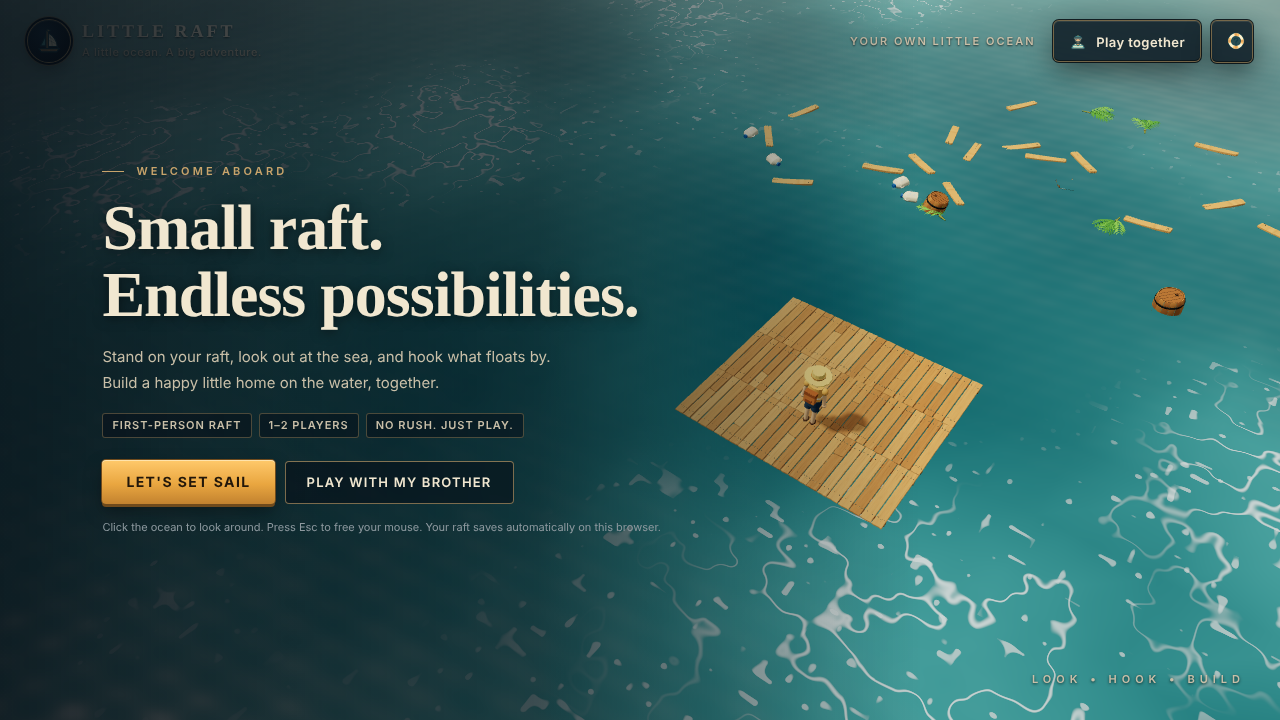 LITTLE RAFT
A little ocean. A big adventure.
YOUR OWN LITTLE OCEAN
Play together
WELCOME ABOARD
Small raft.
Endless possibilities.
Stand on your raft, look out at the sea, and hook what floats by.
Build a happy little home on the water, together.
FIRST-PERSON RAFT
1–2 PLAYERS
NO RUSH. JUST PLAY.
LET'S SET SAIL
PLAY WITH MY BROTHER
Click the ocean to look around. Press Esc to free your mouse. Your raft saves automatically on this browser.
LOOK • HOOK • BUILD